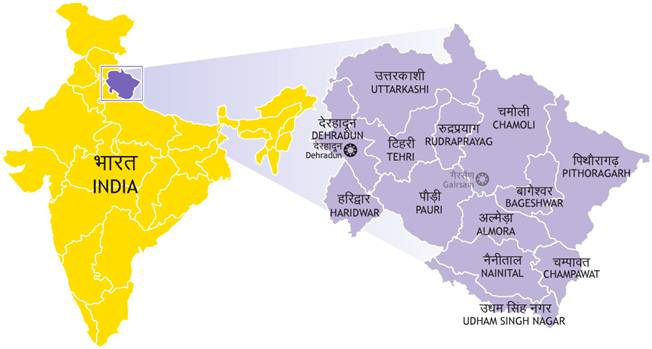 भारत
INDIA
उत्तरकाशी
UTTARKASHI
देहरादून
DEHRADUN
देहरादून
Dehradun
टिहरी
TEHRI
रुद्रप्रयाग
RUDRAPRAYAG
चमोली
CHAMOLI
पिथौरागढ़
PITHORAGARH
हरिद्वार
HARIDWAR
पौड़ी
PAURI
गैरसैंण
Gairsain
बागेश्वर
BAGESHWAR
अल्मेड़ा
ALMORA
नैनीताल
NAINITAL
चम्पावत
CHAMPAWAT
उधम सिंह नगर
UDHAM SINGH NAGAR